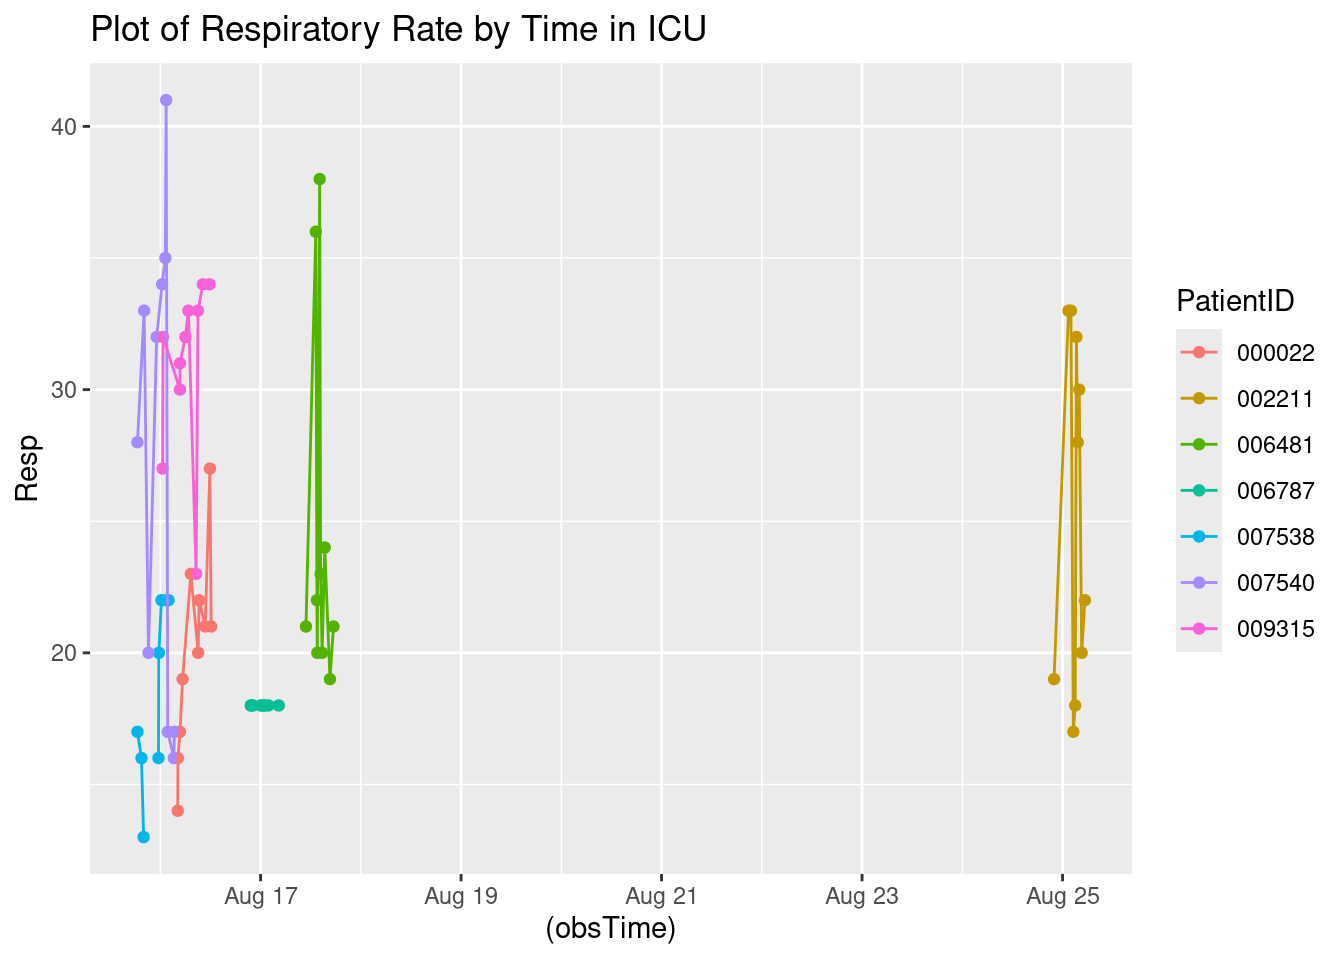 Plot of Respiratory Rate by Time in ICU
40
30
20
Resp
Aug 17
Aug 19
Aug 21
Aug 23
Aug 25
(obsTime)
PatientID
000022
002211
006481
006787
007538
007540
009315